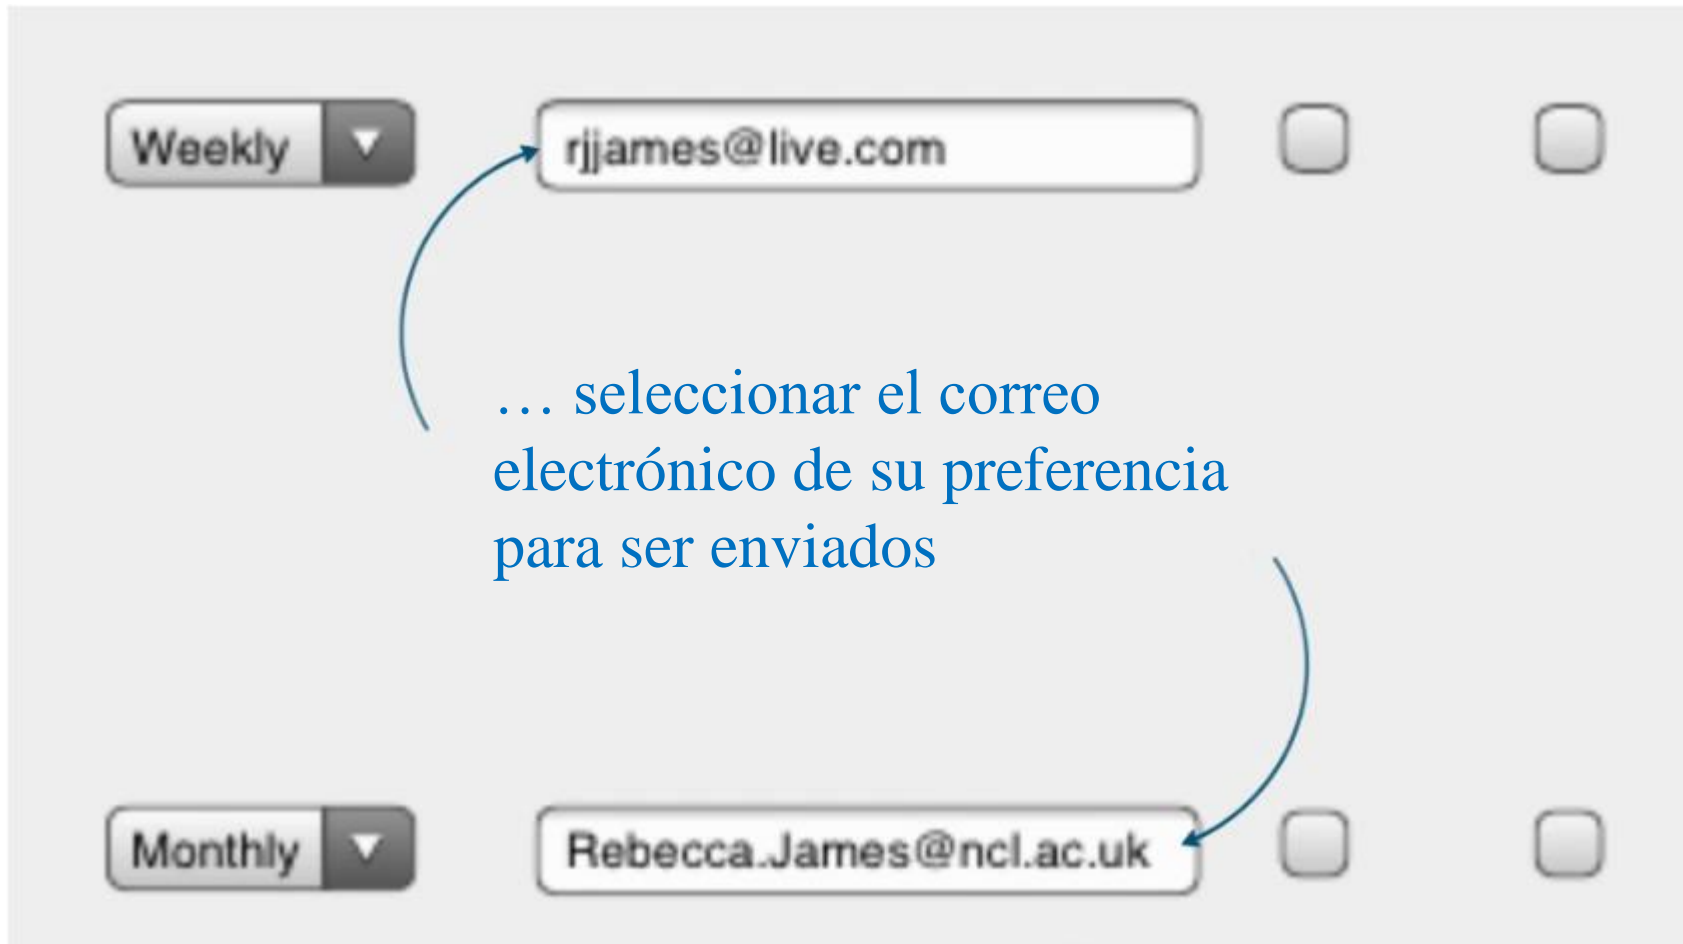 Weekly rjjames@live.com
… seleccionar el correo
electrónico de su preferencia
para ser enviados
Monthly Rebecca.James@ncl.ac.uk